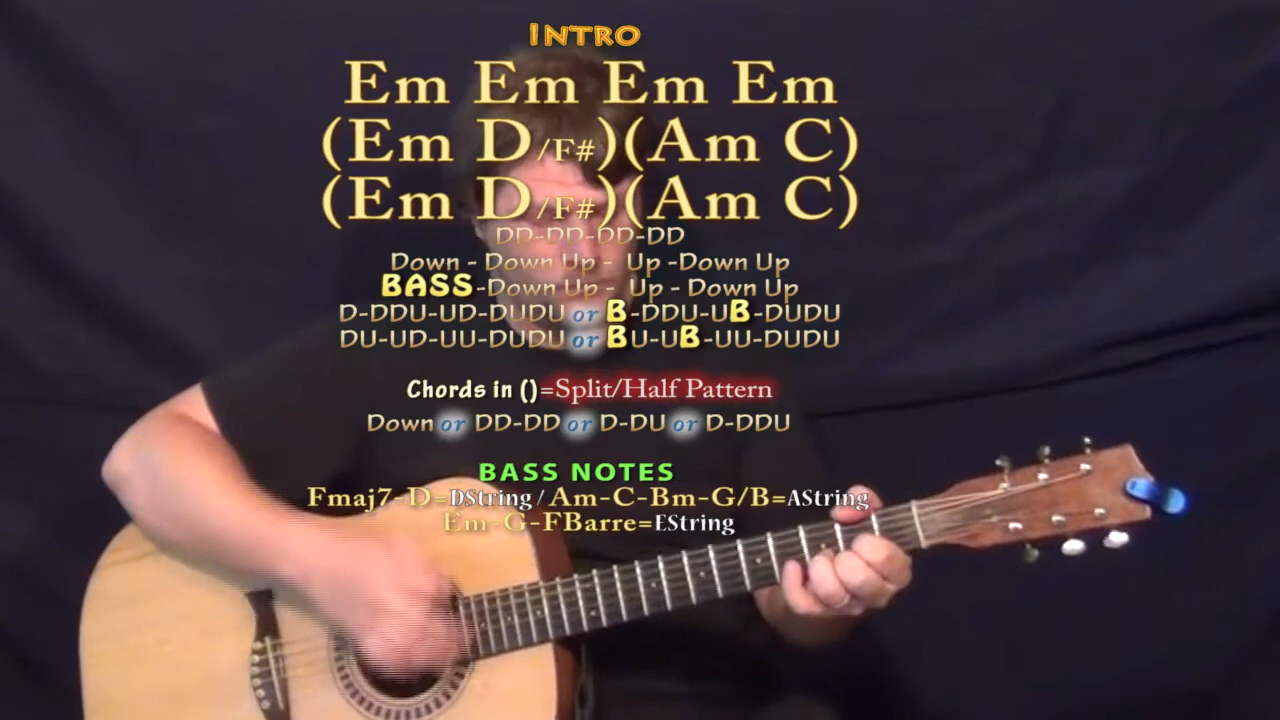 Intro
Em Em Em Em
(Em D/F#)(Am C)
(Em D/F#)(Am C)
DD-DD-DD-DD
Down - Down Up - Up -Down Up
BASS-Down Up - Up - Down Up
D-DDU-UD-DUDU or B-DDU-UB-DUDU
DU-UD-UU-DUDU or BU-UB-UU-DUDU
Chords in ()=Split/Half Pattern
Down or DD-DD or D-DU or D-DDU
BASS NOTES
Fmaj7-D=DString / Am-C-Bm-G/B=AString
Em-G-FBarre=EString